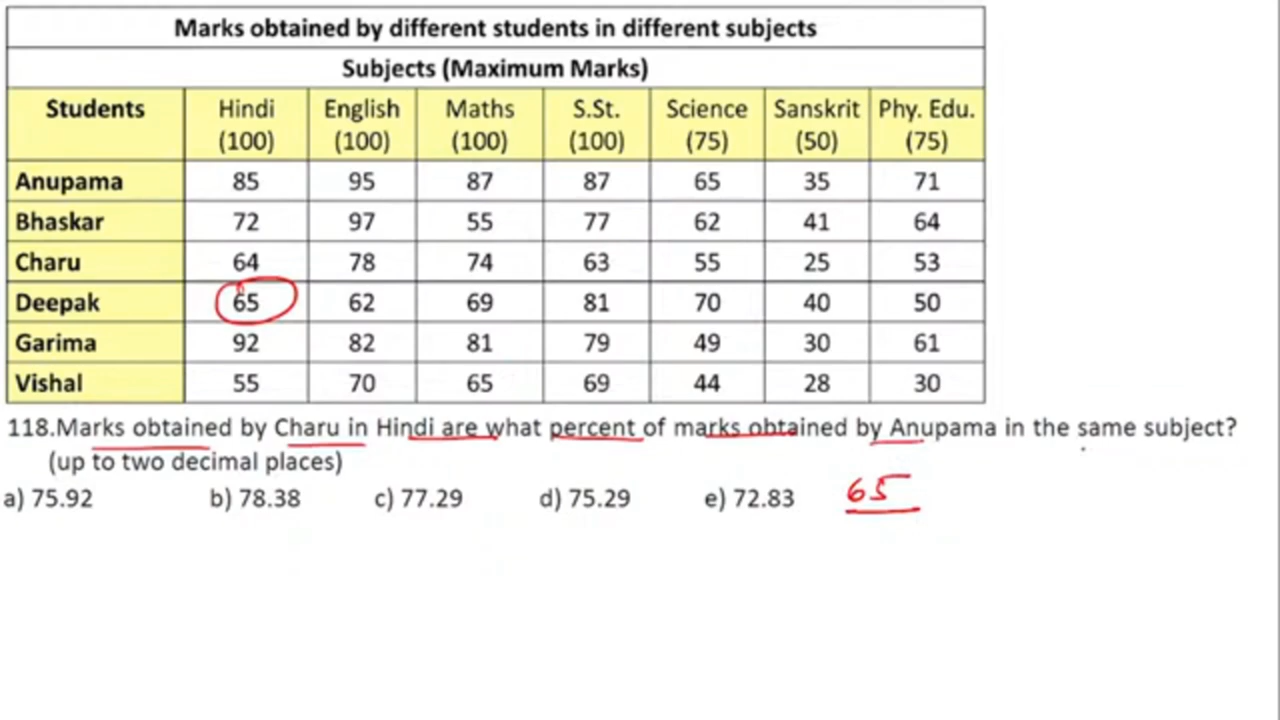 Marks obtained by different students in different subjects
Subjects (Maximum Marks)
Students Hindi (100) English (100) Maths (100) S.St. (100) Science (75) Sanskrit (50) Phy. Edu. (75)
Anupama 85 95 87 87 65 35 71
Bhaskar 72 97 55 77 62 41 64
Charu 64 78 74 63 55 25 53
Deepak 65 62 69 81 70 40 50
Garima 92 82 81 79 49 30 61
Vishal 55 70 65 69 44 28 30
118.Marks obtained by Charu in Hindi are what percent of marks obtained by Anupama in the same subject?
(up to two decimal places)
a) 75.92 b) 78.38 c) 77.29 d) 75.29 e) 72.83 65